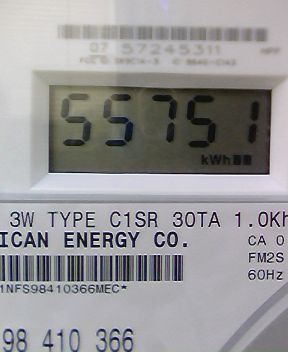 07 57245311
55751
kWh
3W TYPE C1SR 30TA 1.0Kh
ICAN ENERGY CO.
CA 0
FM2S
60Hz
1NFS98410366MEC*
98 410 366